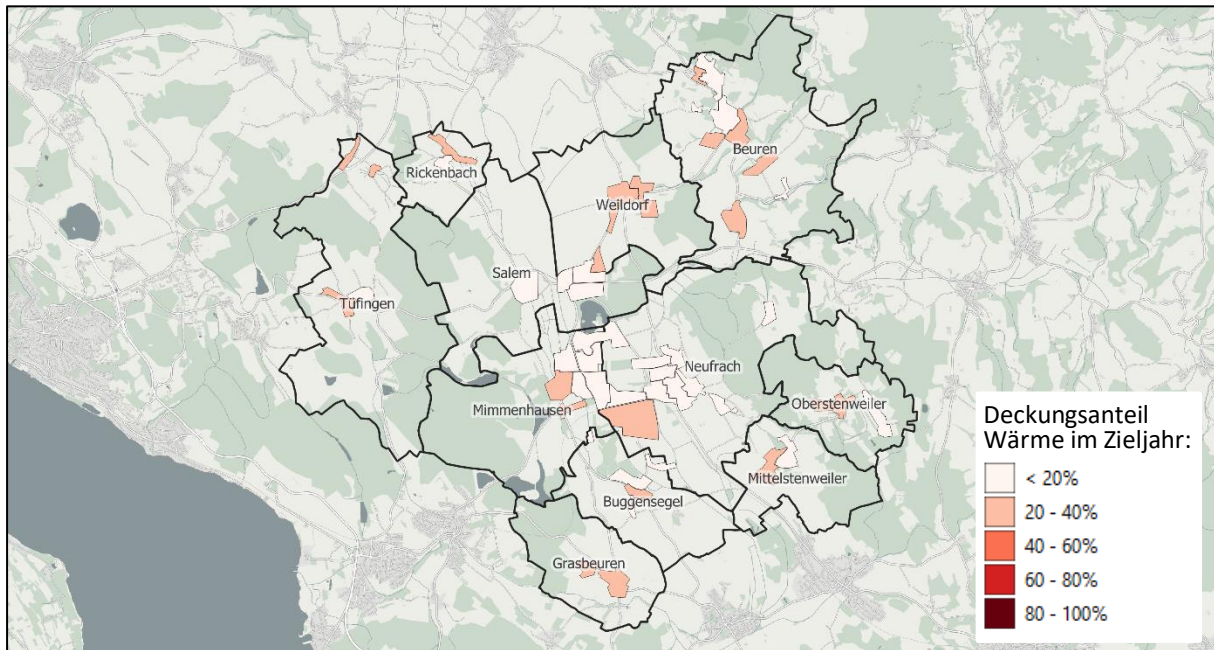 Beuren
Rickenbach
Weildorf
Salem
Tüfingen
Neufrach
Mimmenhausen
Oberstenweiler
Mittelstenweiler
Buggensegel
Grasbeuren
Deckungsanteil
Wärme im Zieljahr:
< 20%
20 - 40%
40 - 60%
60 - 80%
80 - 100%